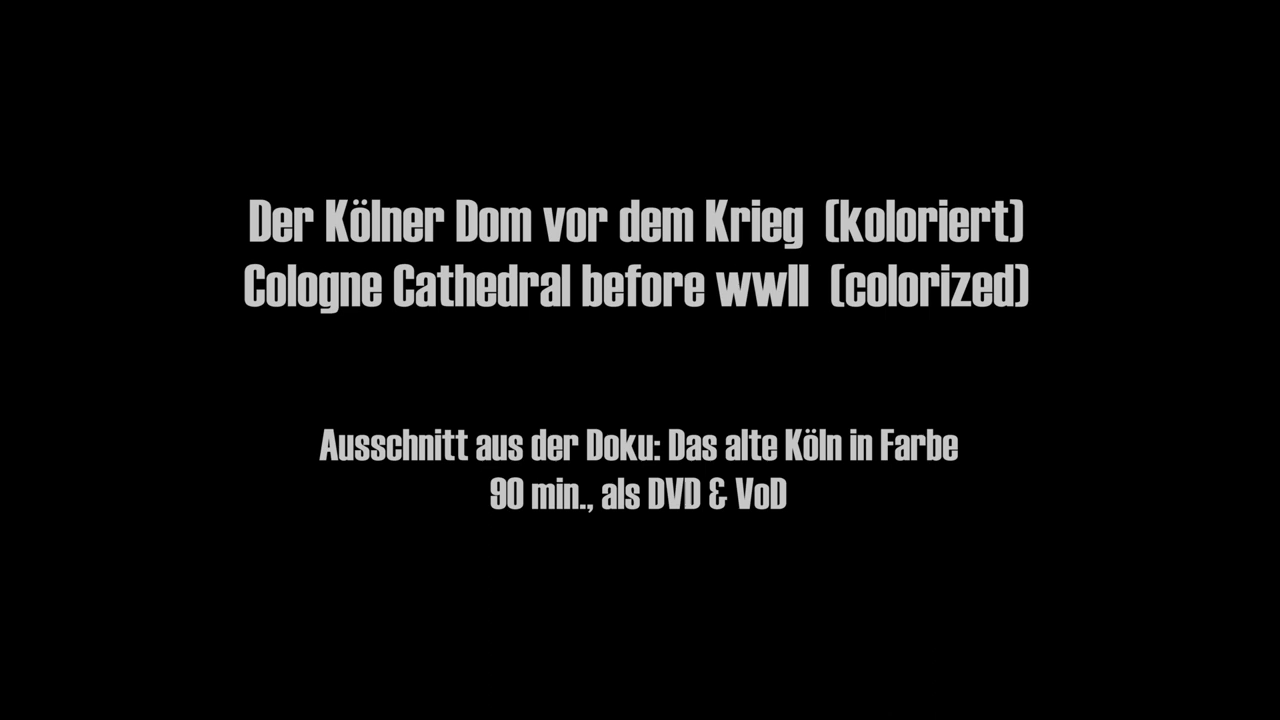 Der Kölner Dom vor dem Krieg (koloriert)
Cologne Cathedral before wwll (colorized)
Ausschnitt aus der Doku: Das alte Köln in Farbe
90 min., als DVD & VoD